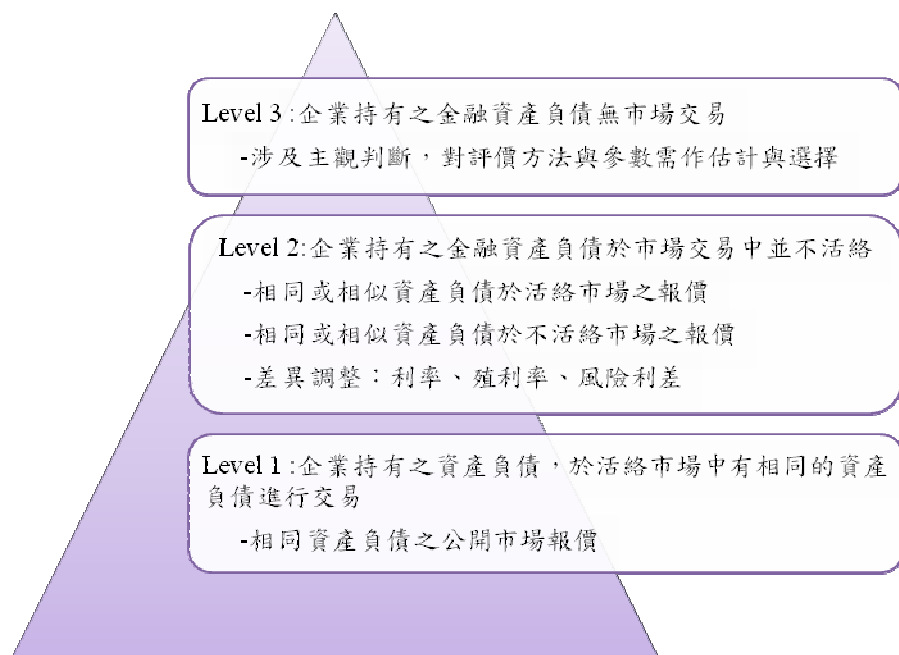 Level 3 :企業持有之金融資產負債無市場交易
-涉及主觀判斷，對評價方法與參數需作估計與選擇
Level 2:企業持有之金融資產負債於市場交易中並不活絡
-相同或相似資產負債於活絡市場之報價
-相同或相似資產負債於不活絡市場之報價
-差異調整：利率、殖利率、風險利差
Level 1 :企業持有之資產負債，於活絡市場中有相同的資產
負債進行交易
-相同資產負債之公開市場報價